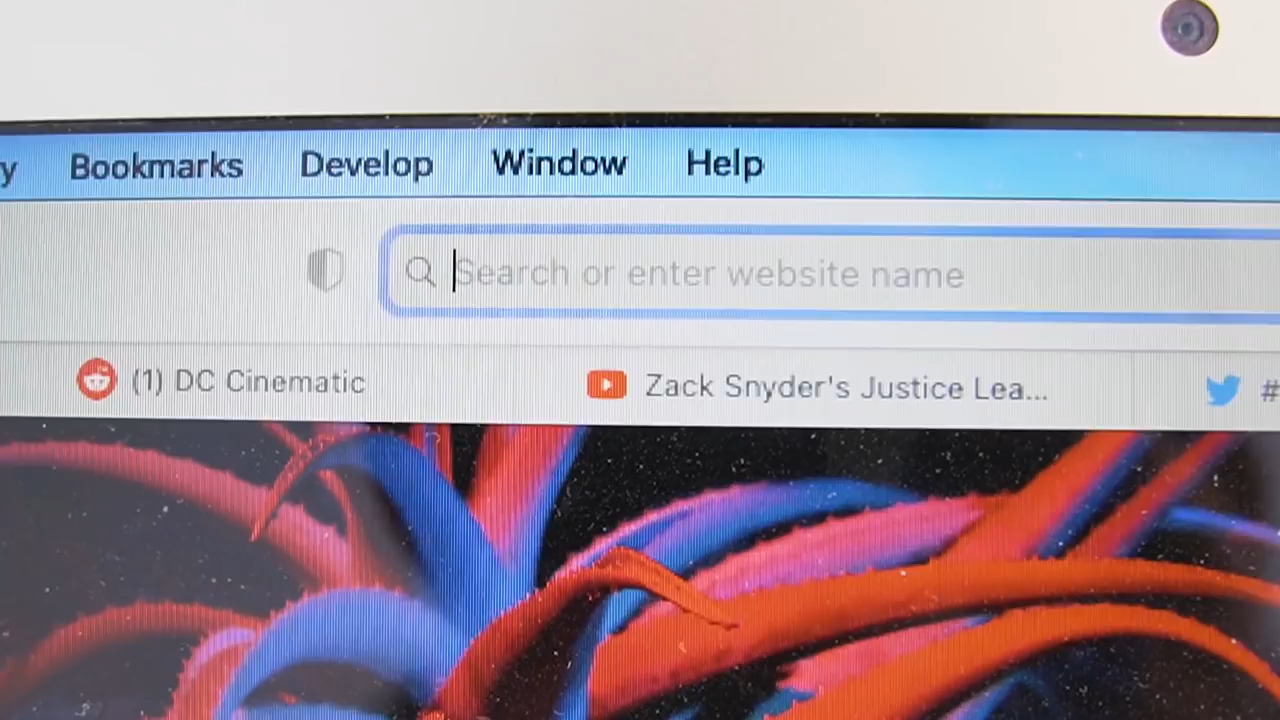 y Bookmarks Develop Window Help
Search or enter website name
(1) DC Cinematic Zack Snyder's Justice Lea... #